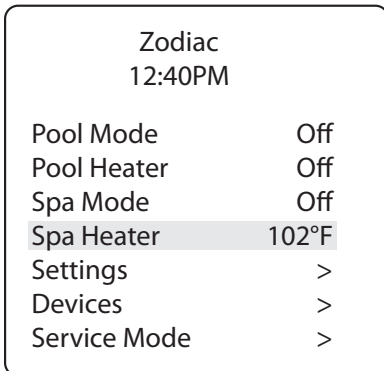 Zodiac
12:40PM
Pool Mode Off
Pool Heater Off
Spa Mode Off
Spa Heater 102°F
Settings >
Devices >
Service Mode >